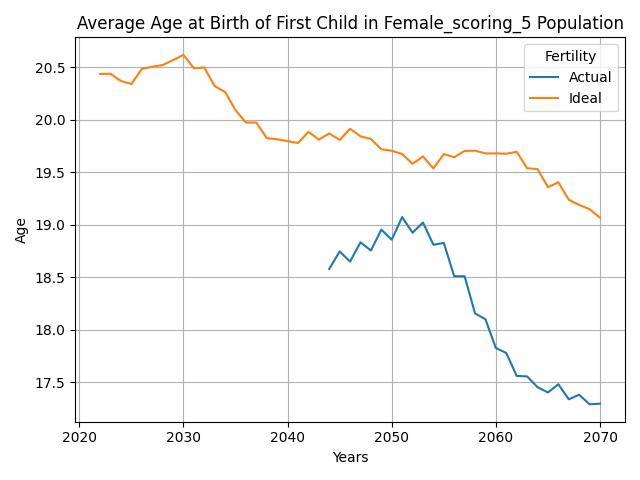 Average Age at Birth of First Child in Female_scoring_5 Population
Fertility
Actual
Ideal
20.5
20.0
19.5
19.0
18.5
18.0
17.5
Age
2020
2030
2040
2050
2060
2070
Years